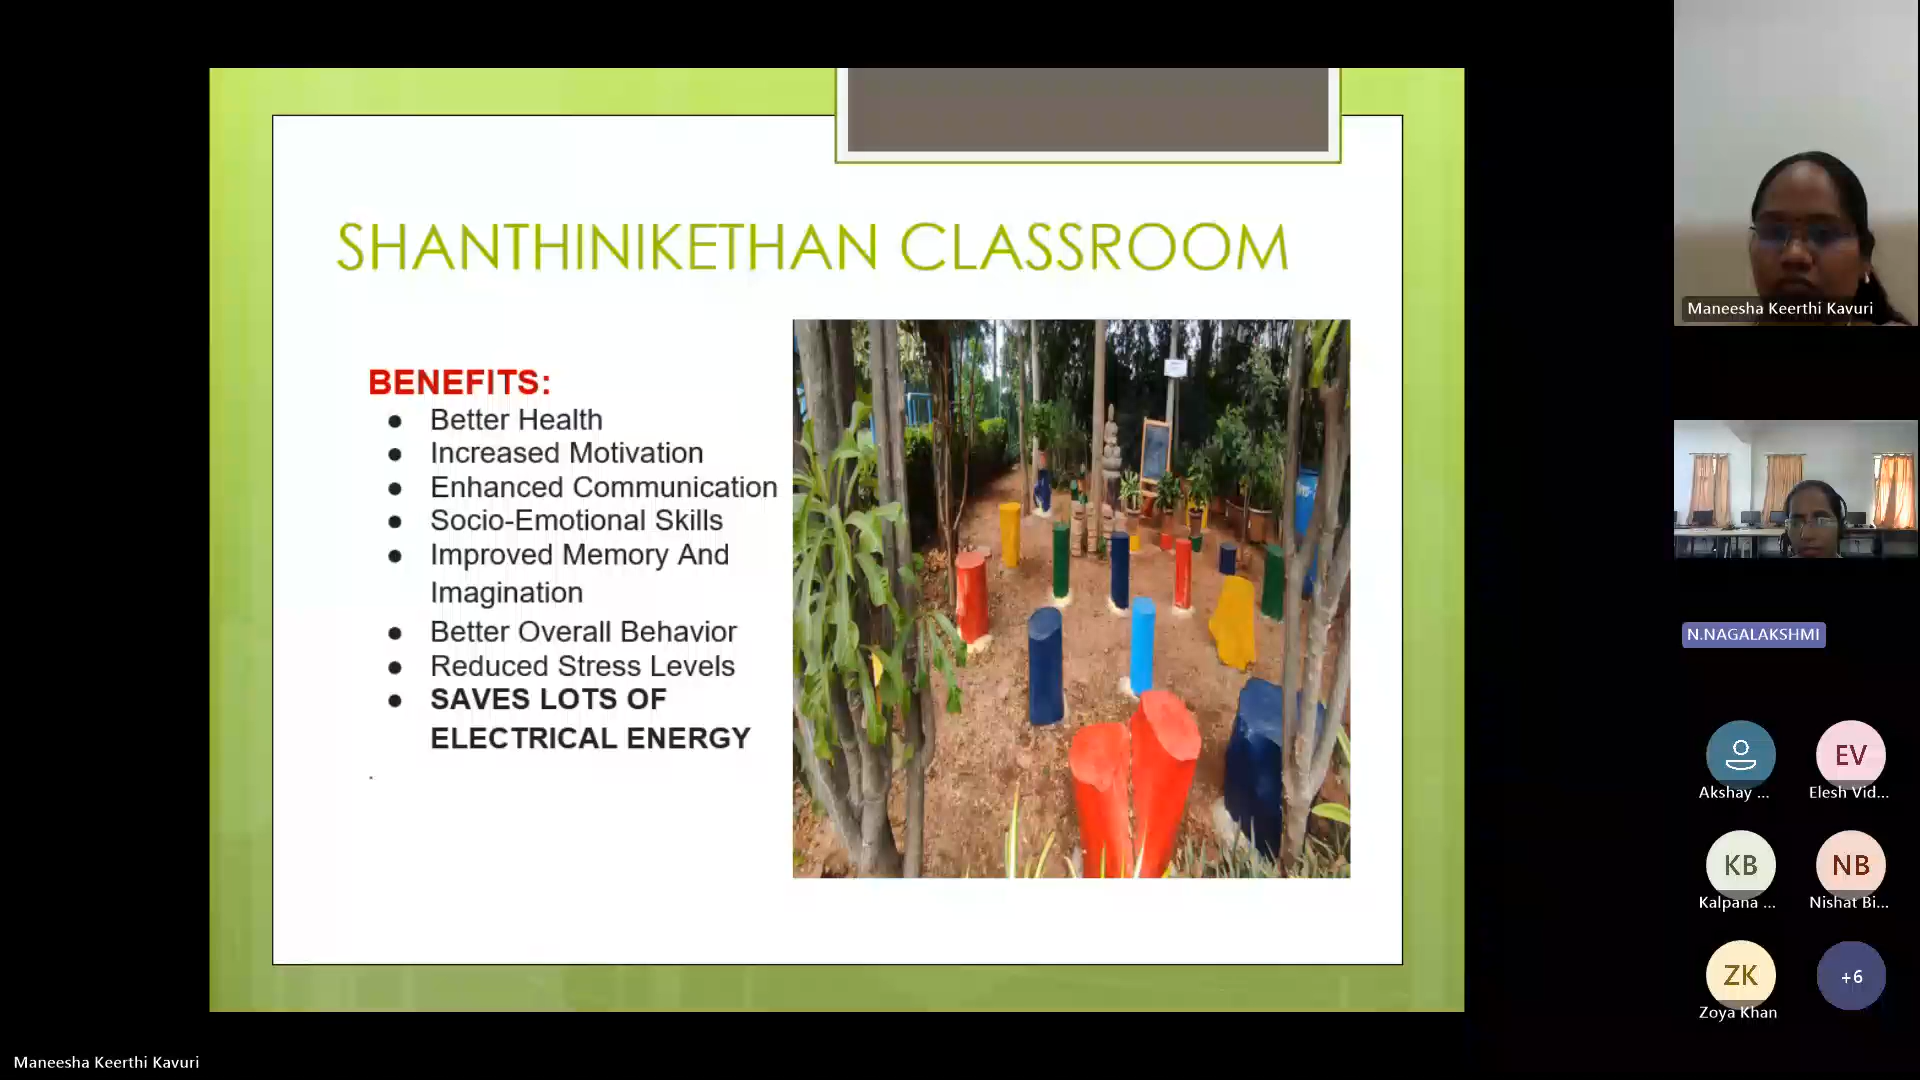 SHANTHINIKETHAN CLASSROOM
BENEFITS:
● Better Health
● Increased Motivation
● Enhanced Communication
● Socio-Emotional Skills
● Improved Memory And
Imagination
● Better Overall Behavior
● Reduced Stress Levels
● SAVES LOTS OF
ELECTRICAL ENERGY
.
Maneesha Keerthi Kavuri
N.NAGALAKSHMI
EV
Akshay ...
Elesh Vid...
KB
NB
Kalpana ...
Nishat Bi...
ZK
+6
Zoya Khan
Maneesha Keerthi Kavuri